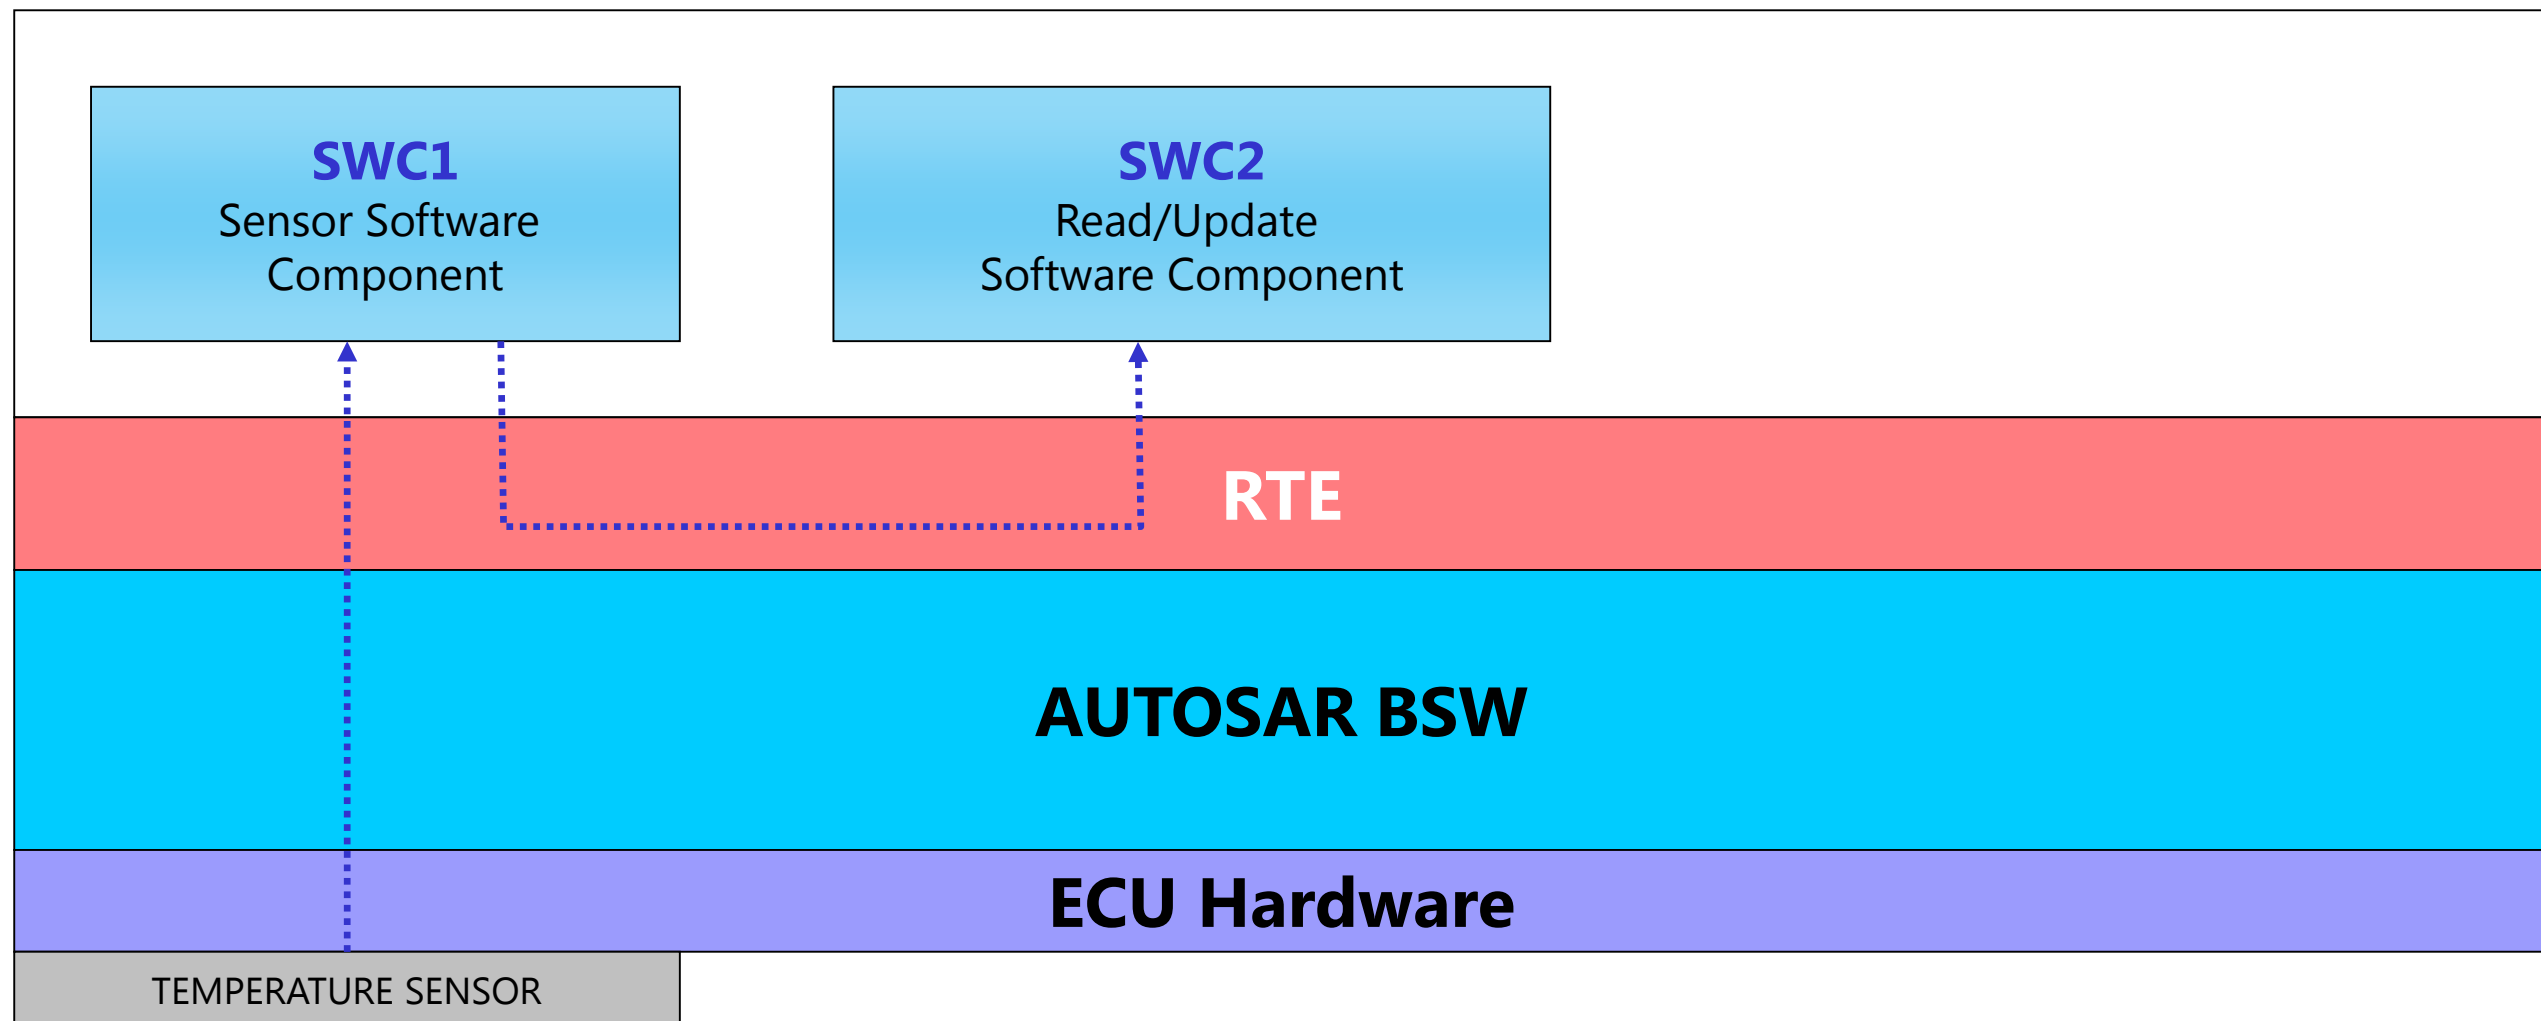 SWC1
Sensor Software
Component
SWC2
Read/Update
Software Component
RTE
AUTOSAR BSW
ECU Hardware
TEMPERATURE SENSOR